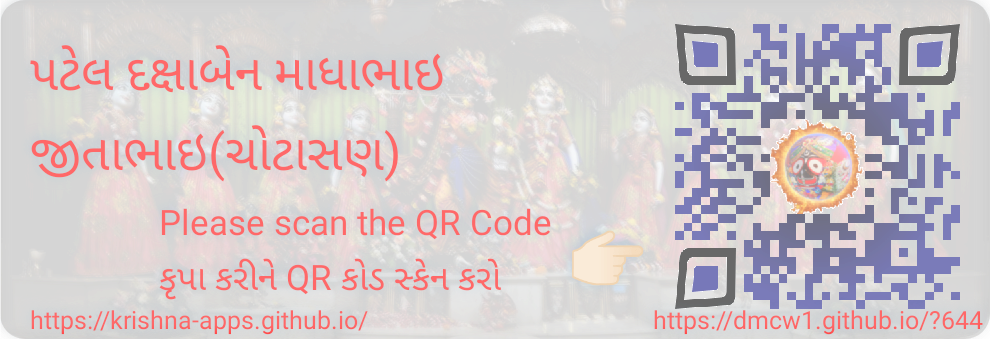 પટેલ દક્ષાબેન માધાભાઇ
જીતાભાઇ(ચોટાસણ)
Please scan the QR Code
કૃપા કરીને QR કોડ સ્કેન કરો
https://krishna-apps.github.io/
https://dmcw1.github.io/?644